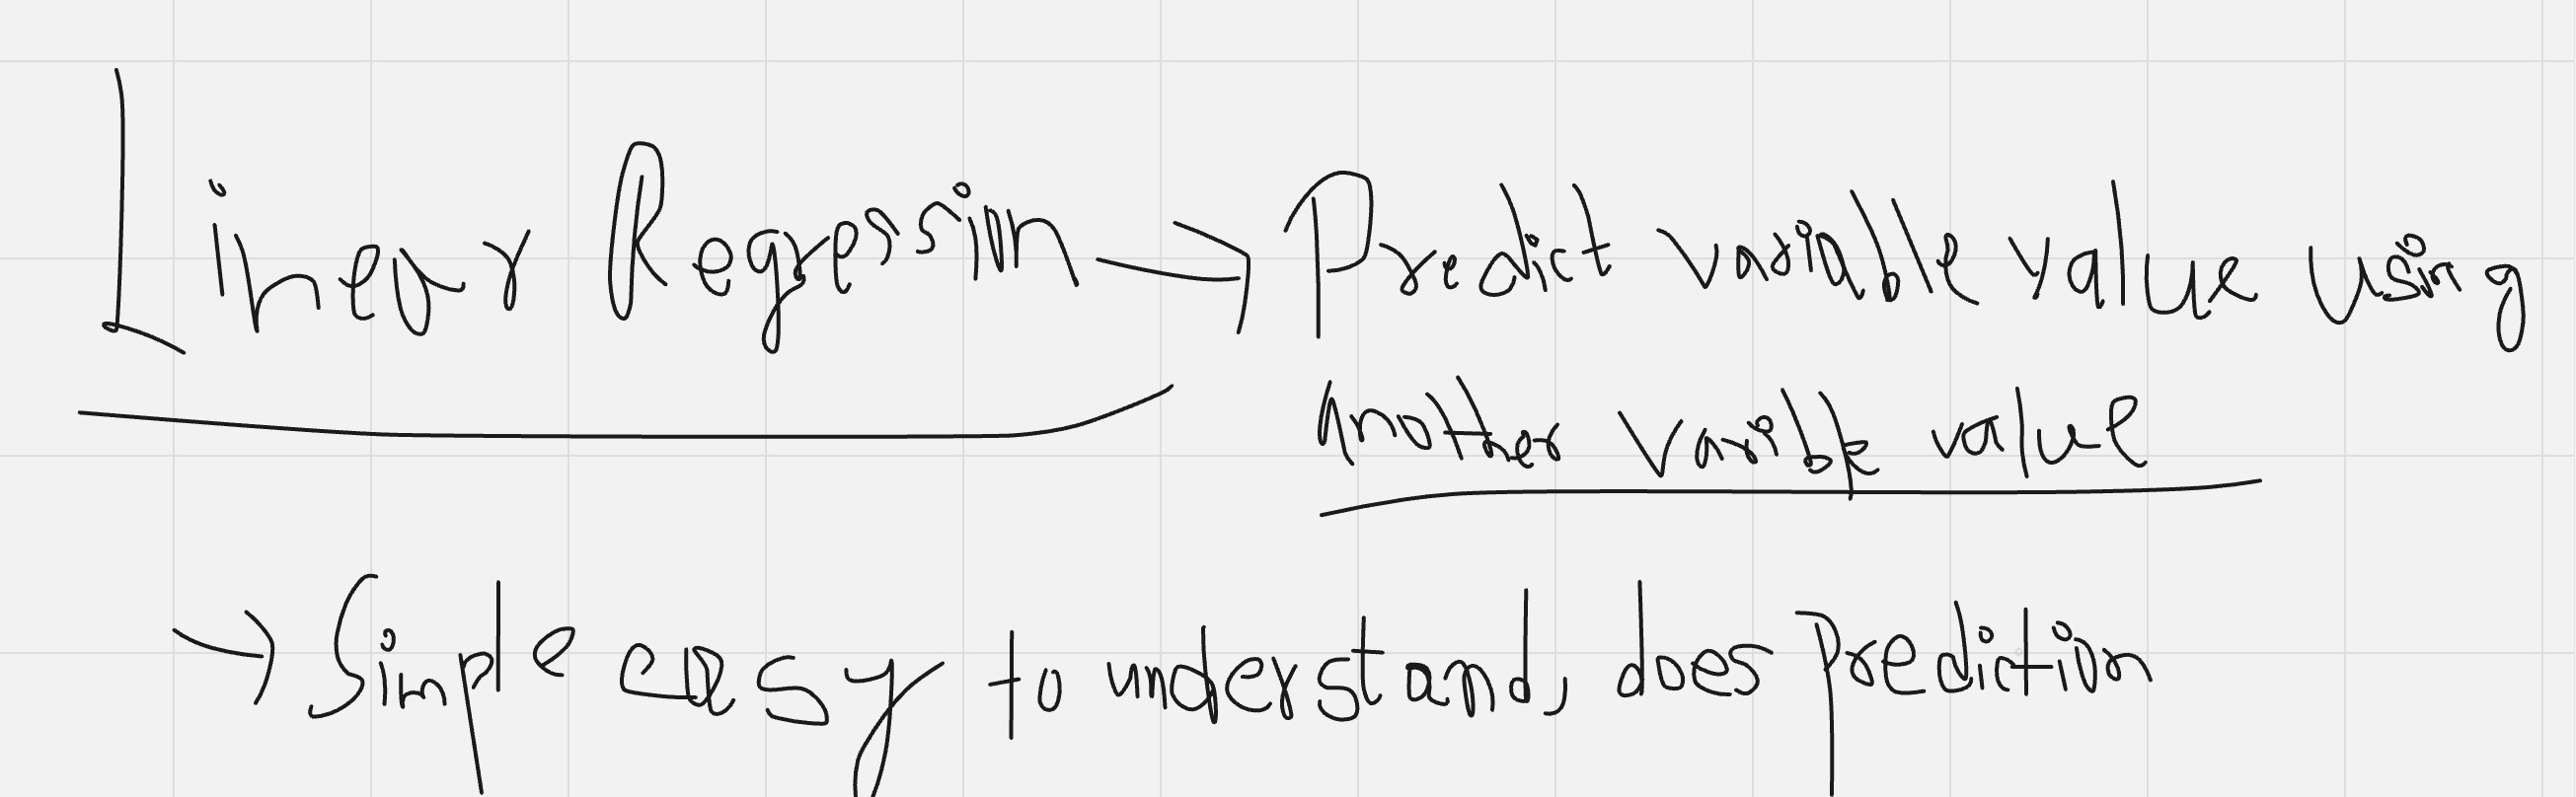 Linear Regression → Predict variable value using
another varible value
→ Simple easy to understand, does prediction